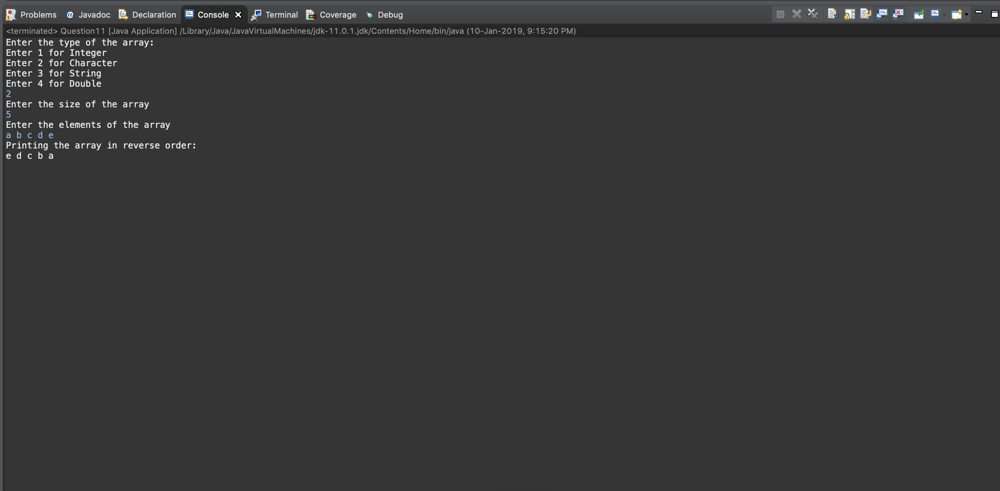 Problems @ Javadoc Declaration Console Terminal Coverage Debug
<terminated> Question11 [Java Application] /Library/Java/JavaVirtualMachines/jdk-11.0.1.jdk/Contents/Home/bin/java (10-Jan-2019, 9:15:20 PM)
Enter the type of the array:
Enter 1 for Integer
Enter 2 for Character
Enter 3 for String
Enter 4 for Double
2
Enter the size of the array
5
Enter the elements of the array
a b c d e
Printing the array in reverse order:
e d c b a